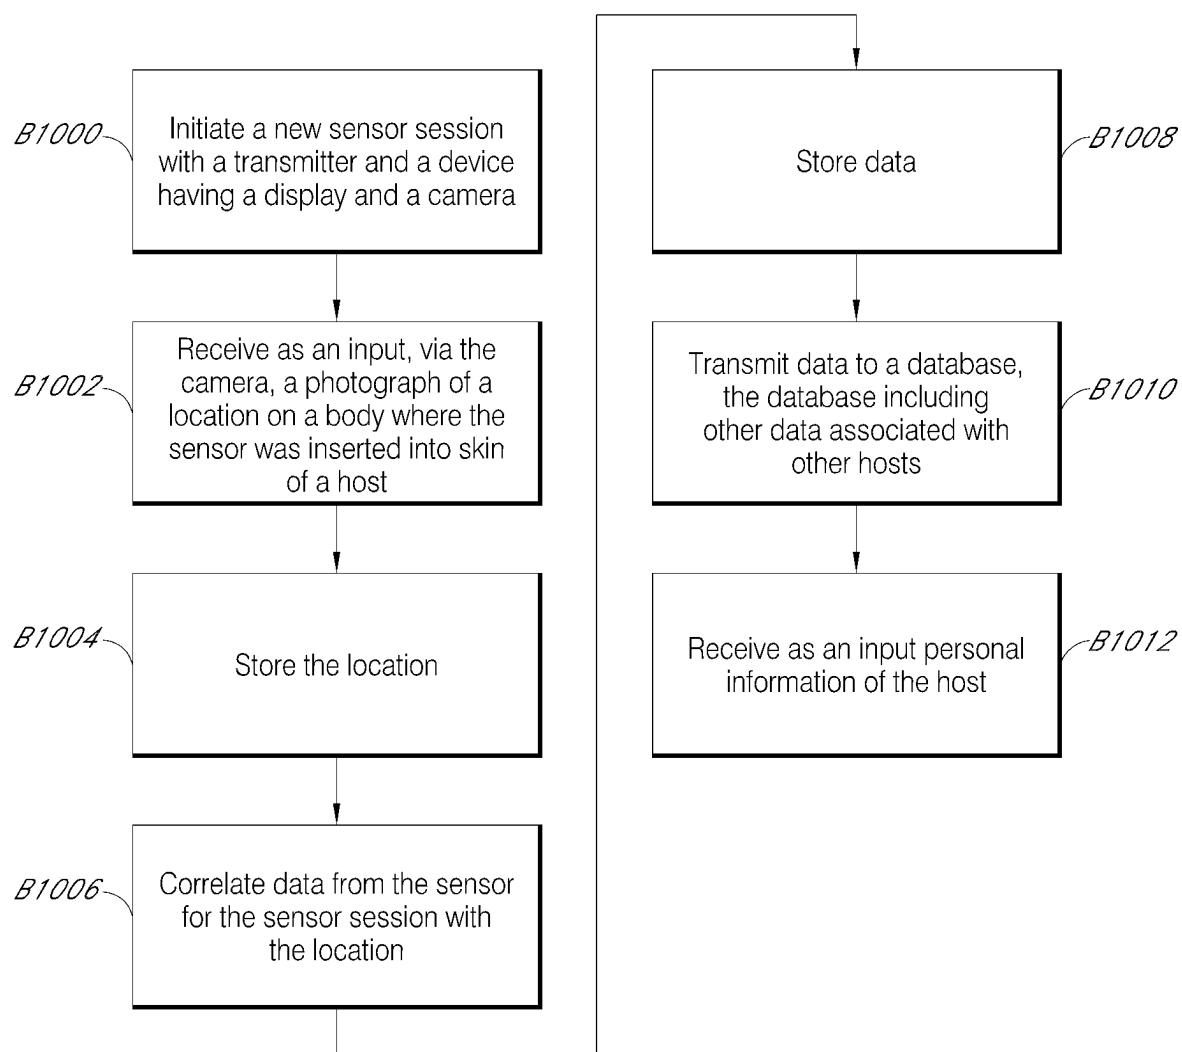 B1000
Initiate a new sensor session
with a transmitter and a device
having a display and a camera
B1002
Receive as an input, via the
camera, a photograph of a
location on a body where the
sensor was inserted into skin
of a host
B1004
Store the location
B1006
Correlate data from the sensor
for the sensor session with
the location
B1008
Store data
B1010
Transmit data to a database,
the database including
other data associated with
other hosts
B1012
Receive as an input personal
information of the host